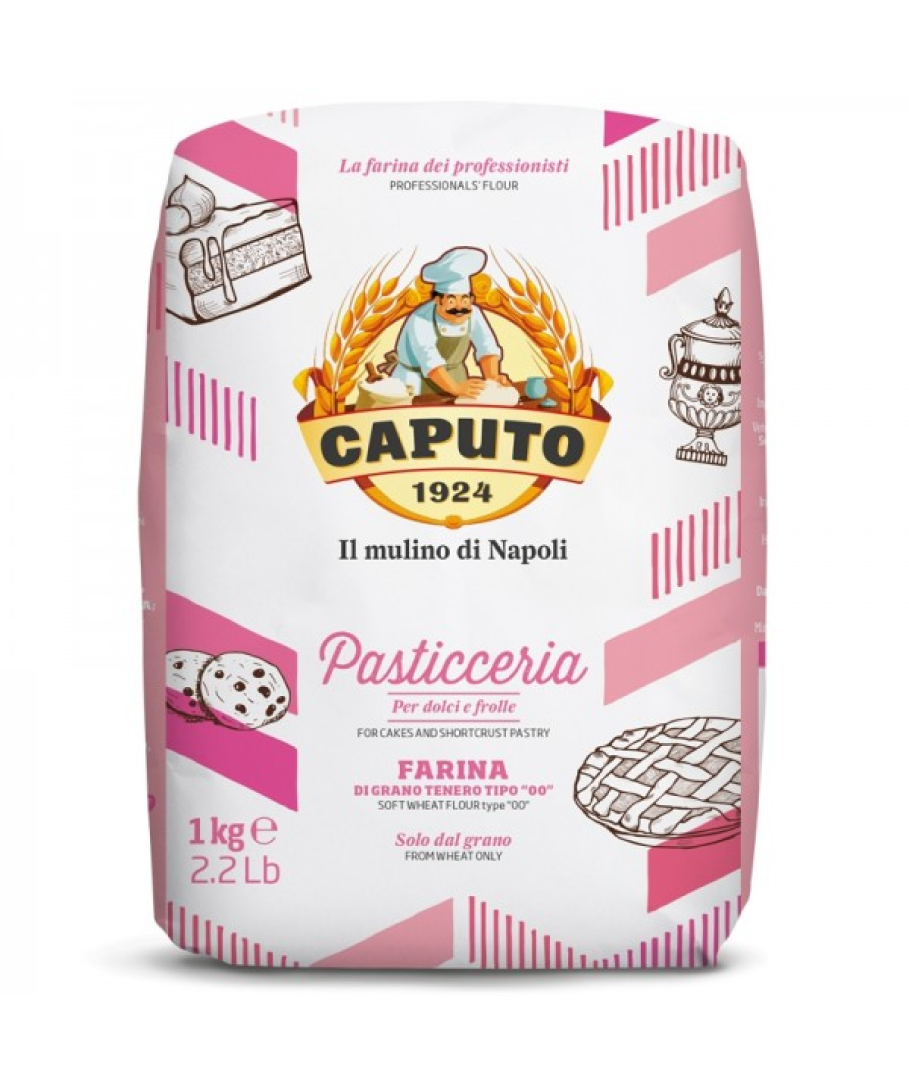 La farina dei professionisti
PROFESSIONALS' FLOUR
CAPUTO
1924
Il mulino di Napoli
Pasticceria
Per dolci e frolle
FOR CAKES AND SHORTCRUST PASTRY
FARINA
DI GRANO TENERO TIPO "00"
SOFT WHEAT FLOUR type "00"
1 kg ℮
2.2 Lb
Solo dal grano
FROM WHEAT ONLY